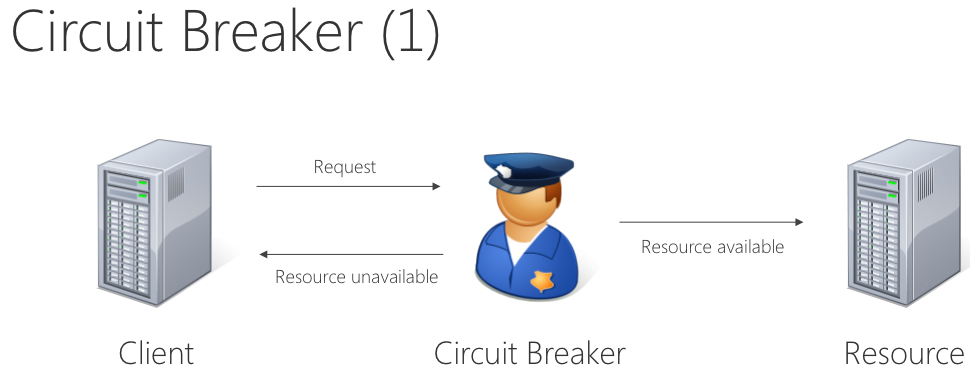 Circuit Breaker (1)
Request
Resource available
Resource unavailable
Client
Circuit Breaker
Resource